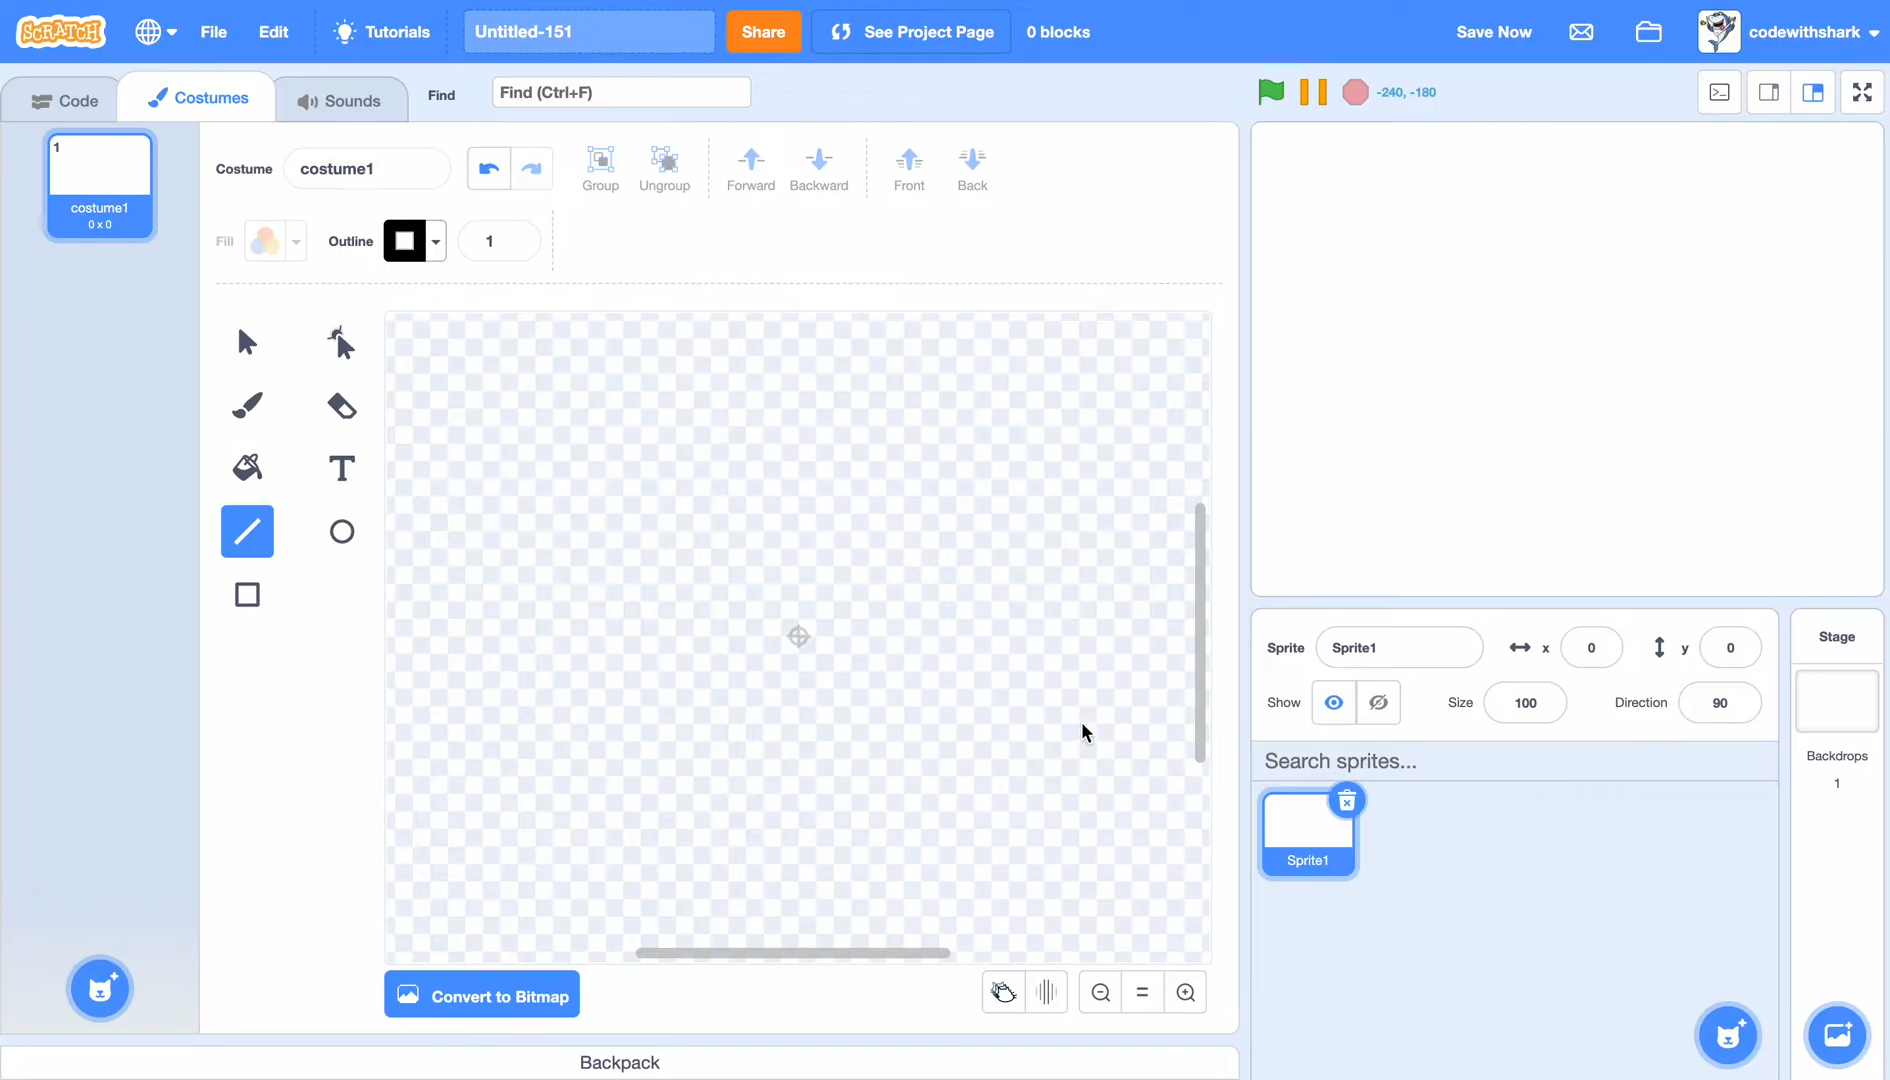 SCRATCH File Edit Tutorials Untitled-151 Share See Project Page 0 blocks Save Now codewithshark
Code Costumes Sounds Find Find (Ctrl+F) -240, -180
1
costume1
0 x 0
Costume costume1 Group Ungroup Forward Backward Front Back
Fill Outline 1
Convert to Bitmap
Backpack
Sprite Sprite1 x 0 y 0
Show Size 100 Direction 90
Search sprites...
Sprite1
Stage
Backdrops
1